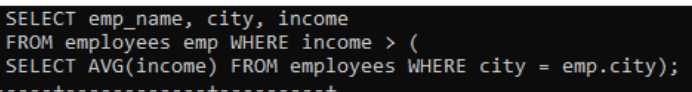 SELECT emp_name, city, income
FROM employees emp WHERE income > (
SELECT AVG(income) FROM employees WHERE city = emp.city);